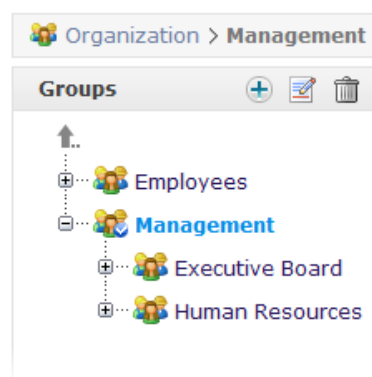 Organization > Management
Groups
..
Employees
Management
Executive Board
Human Resources